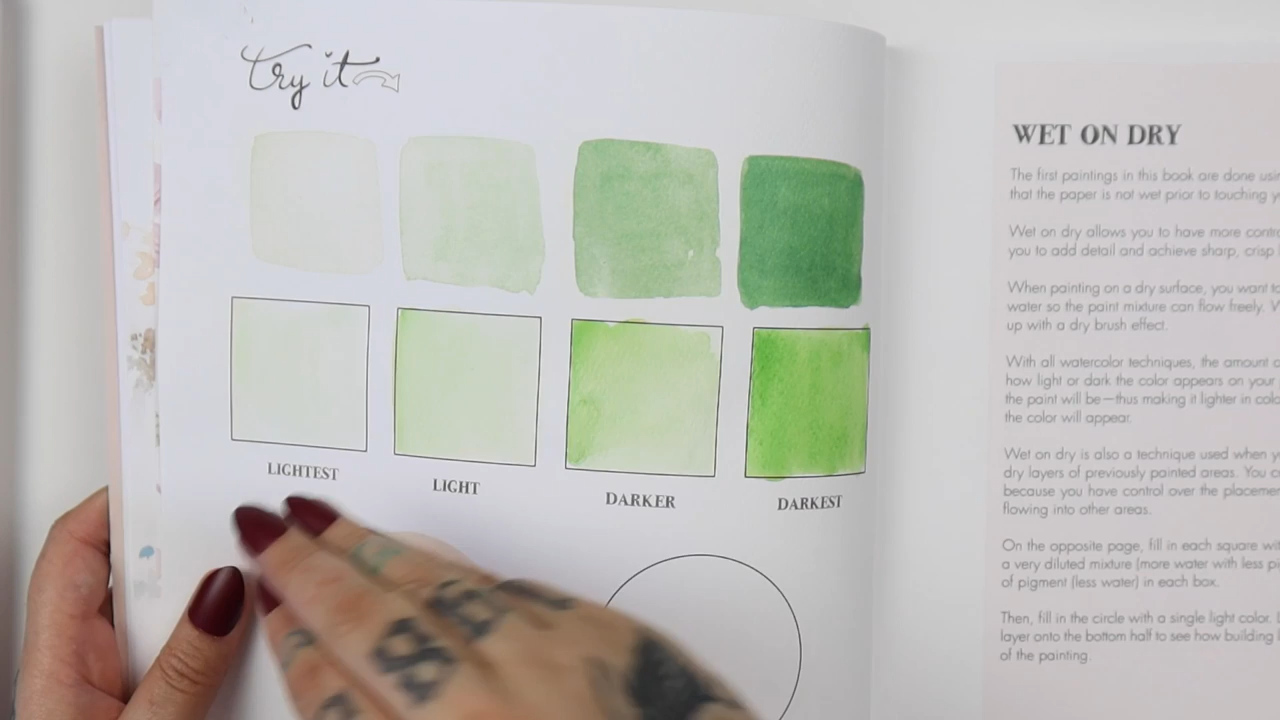 try it
LIGHTEST
LIGHT
DARKER
DARKEST
WET ON DRY
The first paintings in this book are done
that the paper is not wet prior to touching
Wet on dry allows you to have more
you to add detail and achieve sharp, crisp
When painting on a dry surface, you want
water so the paint mixture can flow freely.
up with a dry brush effect.
With all watercolor techniques, the amount
how light or dark the color appears on your
the paint will be—thus making it lighter in
the color will appear.
Wet on dry is also a technique used when
dry layers of previously painted areas. You
because you have control over the
flowing into other areas.
On the opposite page, fill in each square
a very diluted mixture (more water with less
of pigment (less water) in each box.
Then, fill in the circle with a single light color.
layer onto the bottom half to see how building
of the painting.